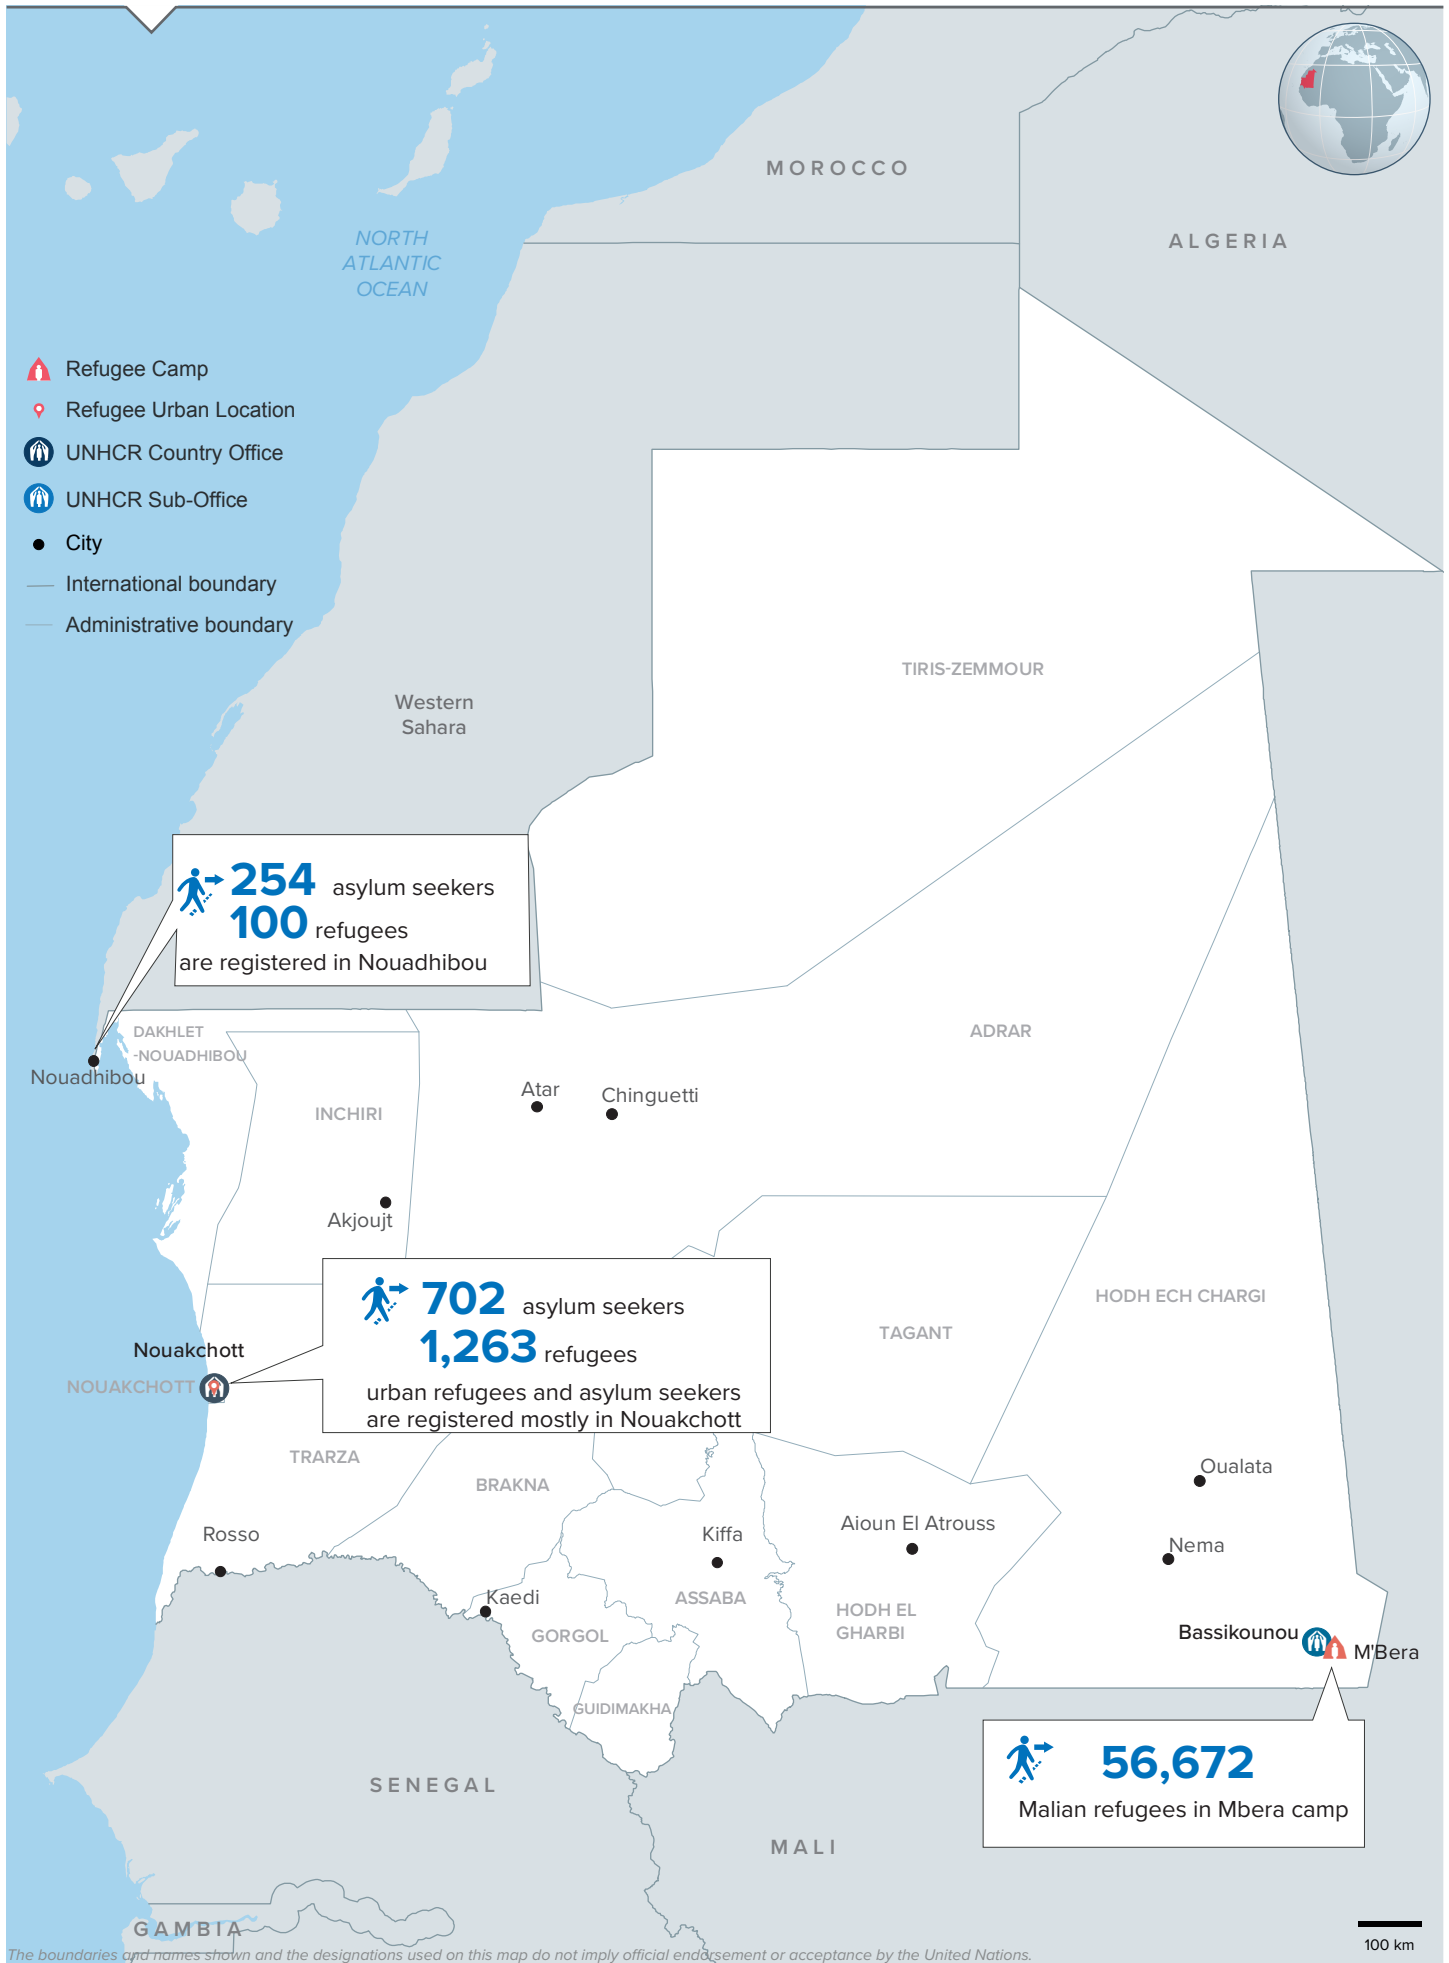 MOROCCO
ALGERIA
NORTH
ATLANTIC
OCEAN
Refugee Camp
Refugee Urban Location
UNHCR Country Office
UNHCR Sub-Office
City
International boundary
Administrative boundary
TIRIS-ZEMMOUR
Western
Sahara
254 asylum seekers
100 refugees
are registered in Nouadhibou
DAKHLET
-NOUADHIBOU
Nouadhibou
ADRAR
Atar
Chinguetti
INCHIRI
Akjoujt
702 asylum seekers
1,263 refugees
urban refugees and asylum seekers
are registered mostly in Nouakchott
HODH ECH CHARGI
TAGANT
Nouakchott
NOUAKCHOTT
TRARZA
BRAKNA
Oualata
Rosso
Kiffa
Aioun El Atrouss
Nema
Kaedi
ASSABA
HODH EL
GHARBI
GORGOL
Bassikounou
M'Bera
GUIDIMAKHA
56,672
Malian refugees in Mbera camp
SENEGAL
MALI
GAMBIA
100 km
The boundaries and names shown and the designations used on this map do not imply official endorsement or acceptance by the United Nations.